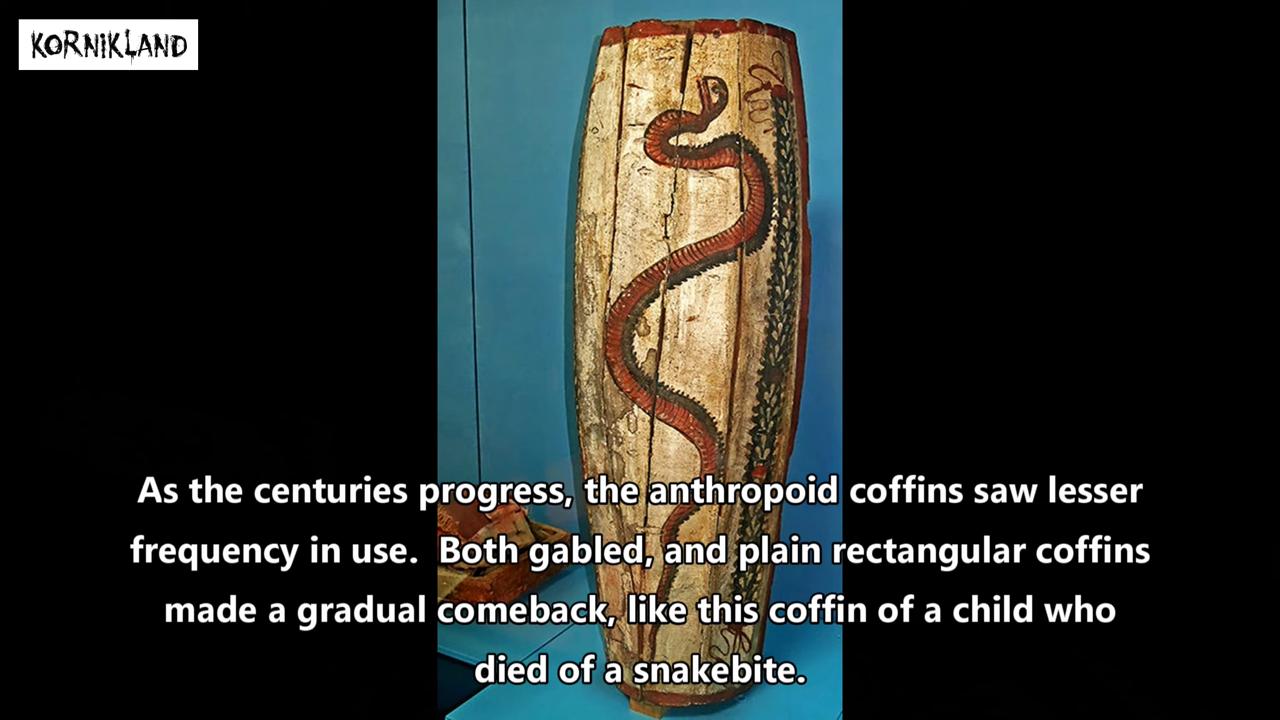 KORNIKLAND
As the centuries progress, the anthropoid coffins saw lesser
frequency in use.  Both gabled, and plain rectangular coffins
made a gradual comeback, like this coffin of a child who
died of a snakebite.